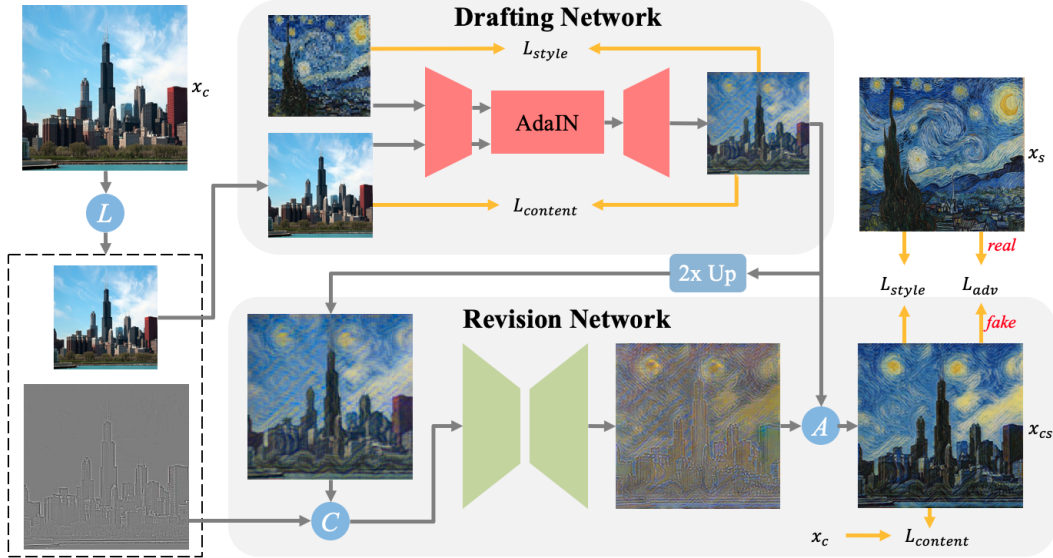 Drafting Network
x_c
L_style
AdaIN
L
L_content
x_s
real
2x Up
L_style
L_adv
Revision Network
fake
A
x_cs
C
x_c
L_content